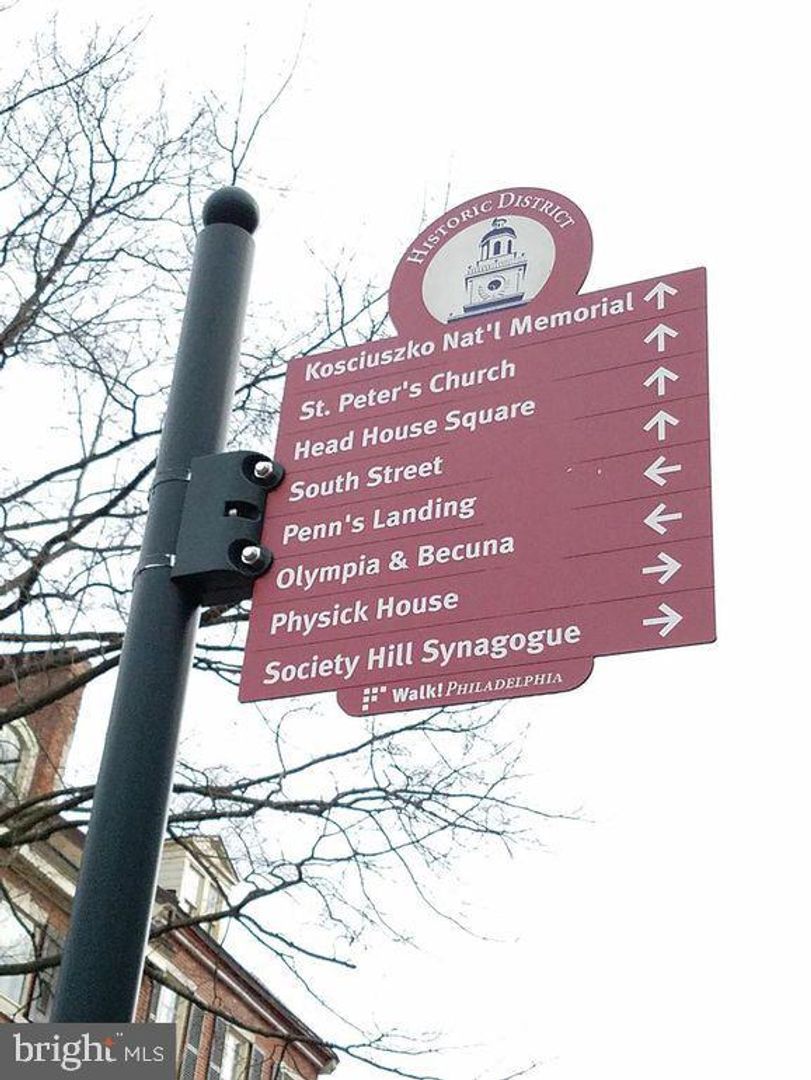 HISTORIC DISTRICT
Kosciuszko Nat'l Memorial ↑
St. Peter's Church ↑
Head House Square ↑
South Street ↑
Penn's Landing ←
Olympia & Becuna ←
Physick House →
Society Hill Synagogue →
Walk! PHILADELPHIA
bright MLS